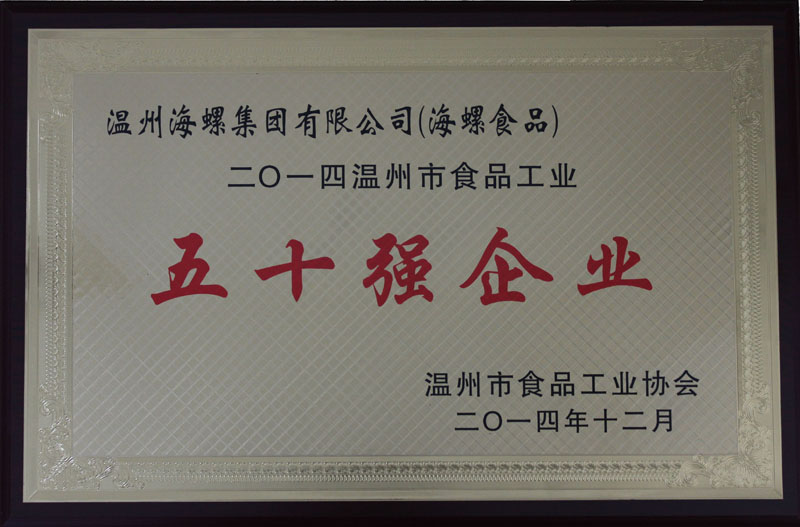 温州海螺集团有限公司(海螺食品)
二〇一四温州市食品工业
五十强企业
温州市食品工业协会
二〇一四年十二月